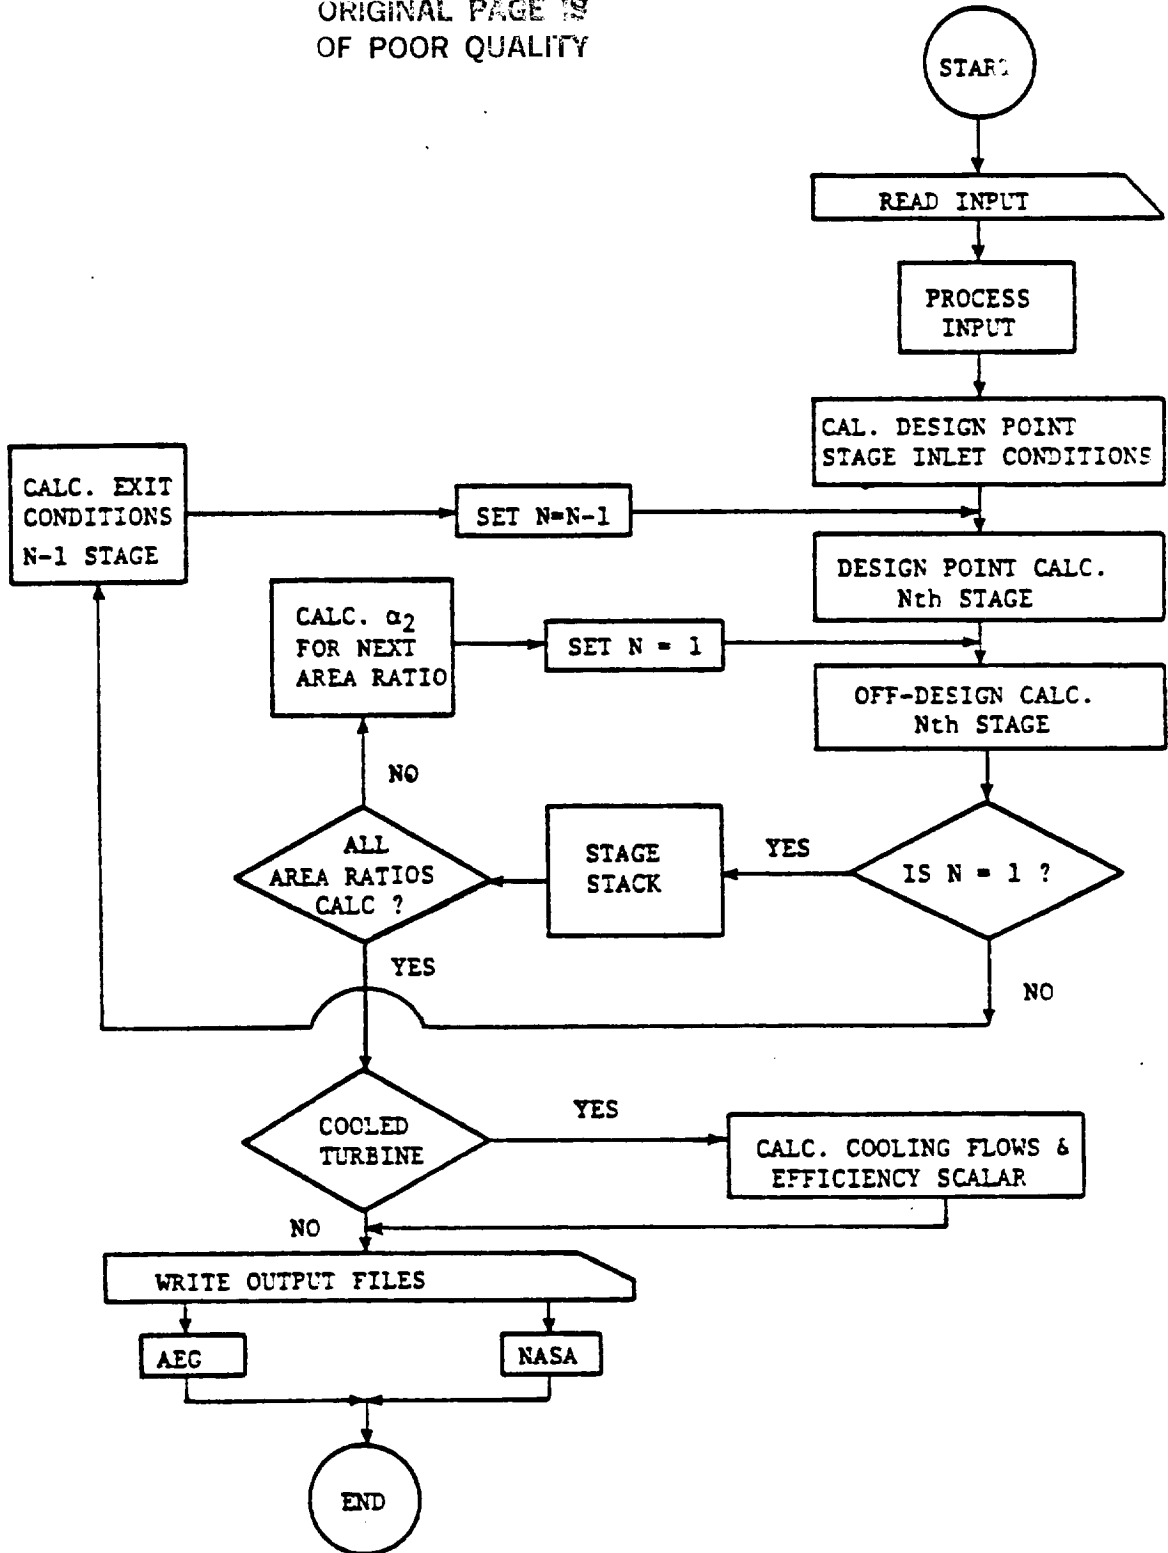 ORIGINAL PAGE IS
OF POOR QUALITY
START
READ INPUT
PROCESS
INPUT
CAL. DESIGN POINT
STAGE INLET CONDITIONS
CALC. EXIT
CONDITIONS
N-1 STAGE
SET N=N-1
DESIGN POINT CALC.
Nth STAGE
CALC. α2
FOR NEXT
AREA RATIO
SET N = 1
OFF-DESIGN CALC.
Nth STAGE
NO
ALL
AREA RATIOS
CALC ?
STAGE
STACK
YES
IS N = 1 ?
YES
NO
COOLED
TURBINE
YES
CALC. COOLING FLOWS &
EFFICIENCY SCALAR
NO
WRITE OUTPUT FILES
AEG
NASA
END